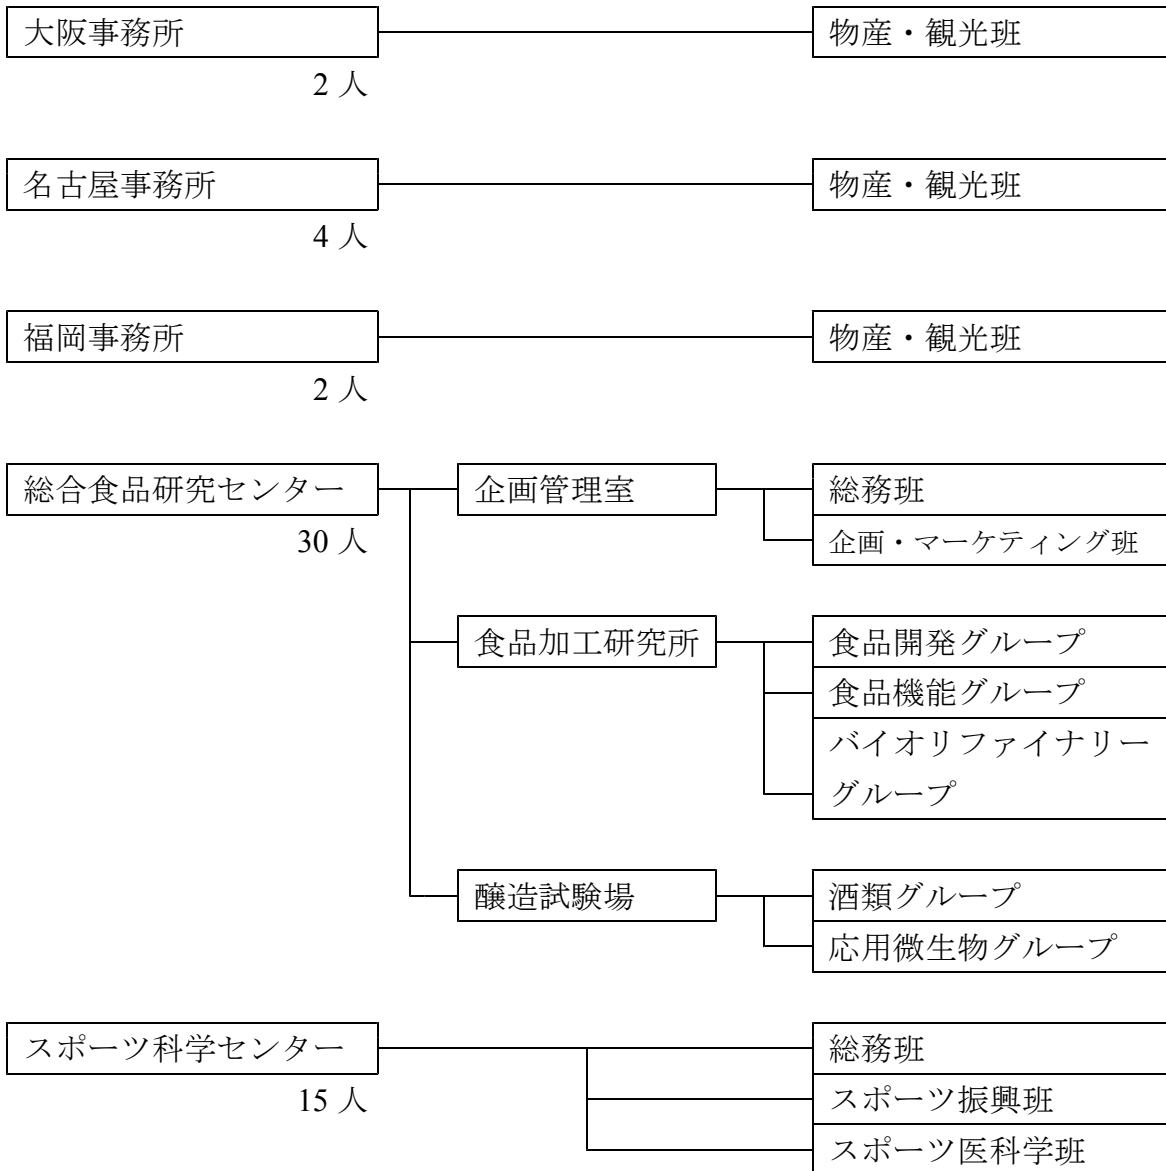 大阪事務所 物産・観光班
2 人
名古屋事務所 物産・観光班
4 人
福岡事務所 物産・観光班
2 人
総合食品研究センター 企画管理室 総務班
30 人 企画・マーケティング班
食品加工研究所 食品開発グループ
食品機能グループ
バイオリファイナリー
グループ
醸造試験場 酒類グループ
応用微生物グループ
スポーツ科学センター 総務班
15 人 スポーツ振興班
スポーツ医科学班